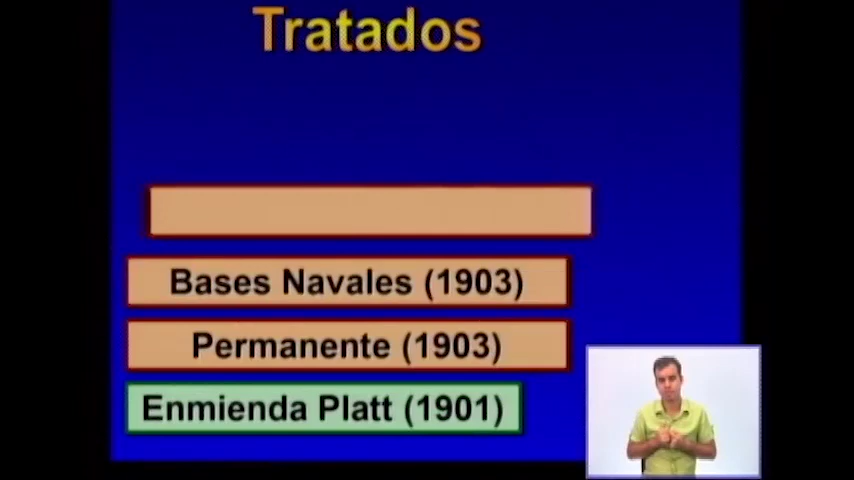 Tratados
Bases Navales (1903)
Permanente (1903)
Enmienda Platt (1901)